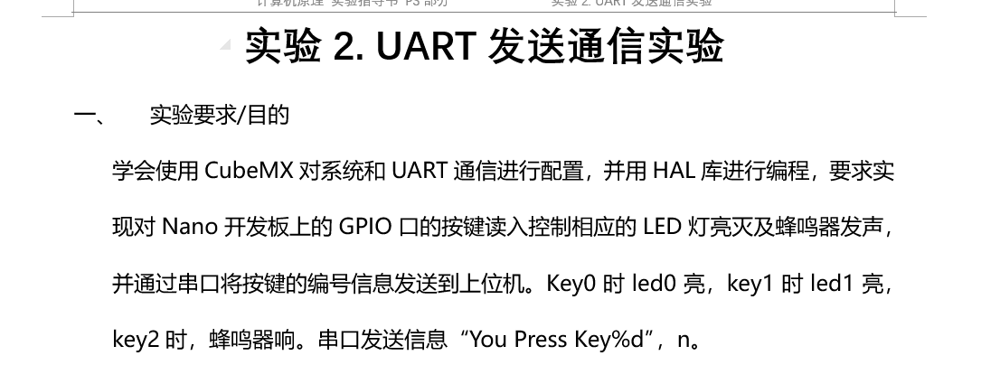 计算机原理 实验指导书 P3 部分 实验 2. UART 发送通信实验
实验 2. UART 发送通信实验
一、 实验要求/目的
学会使用 CubeMX 对系统和 UART 通信进行配置，并用 HAL 库进行编程，要求实
现对 Nano 开发板上的 GPIO 口的按键读入控制相应的 LED 灯亮灭及蜂鸣器发声，
并通过串口将按键的编号信息发送到上位机。Key0 时 led0 亮，key1 时 led1 亮，
key2 时，蜂鸣器响。串口发送信息“You Press Key%d”，n。